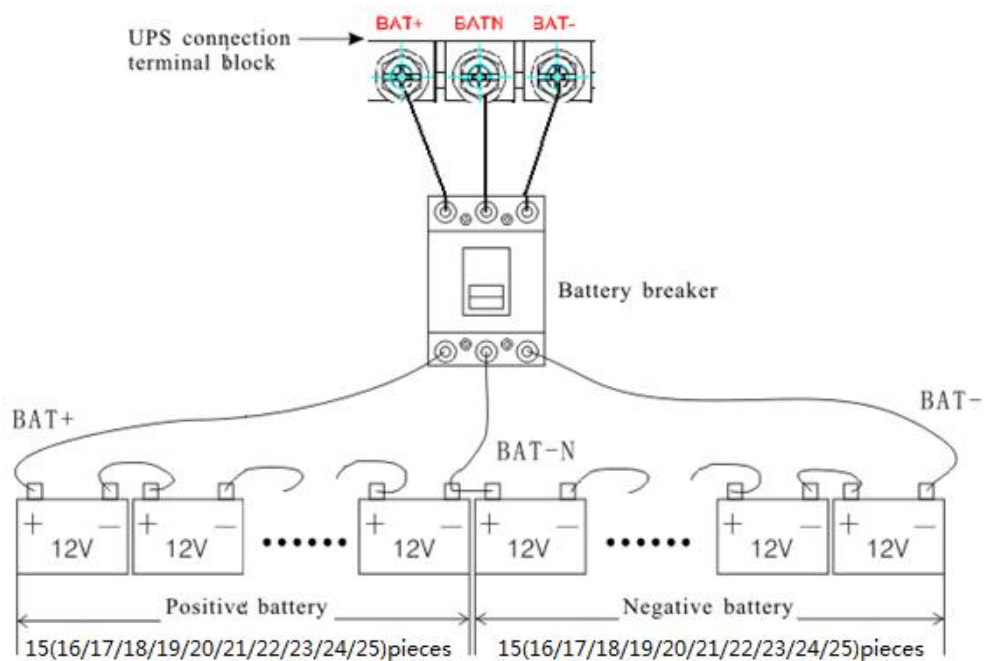 BAT+ BATN BAT-
UPS connection
terminal block
Battery breaker
BAT+
BAT-N
BAT-
+ — + — + — + — + — + —
12V 12V 12V 12V 12V 12V
Positive battery Negative battery
15(16/17/18/19/20/21/22/23/24/25)pieces 15(16/17/18/19/20/21/22/23/24/25)pieces